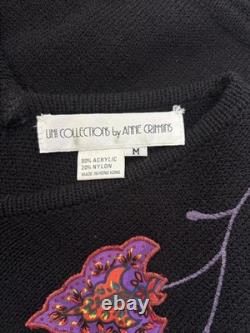 UMI COLLECTIONS by ANNE CRIMMINS
M
80% ACRYLIC
20% NYLON
MADE IN HONG KONG